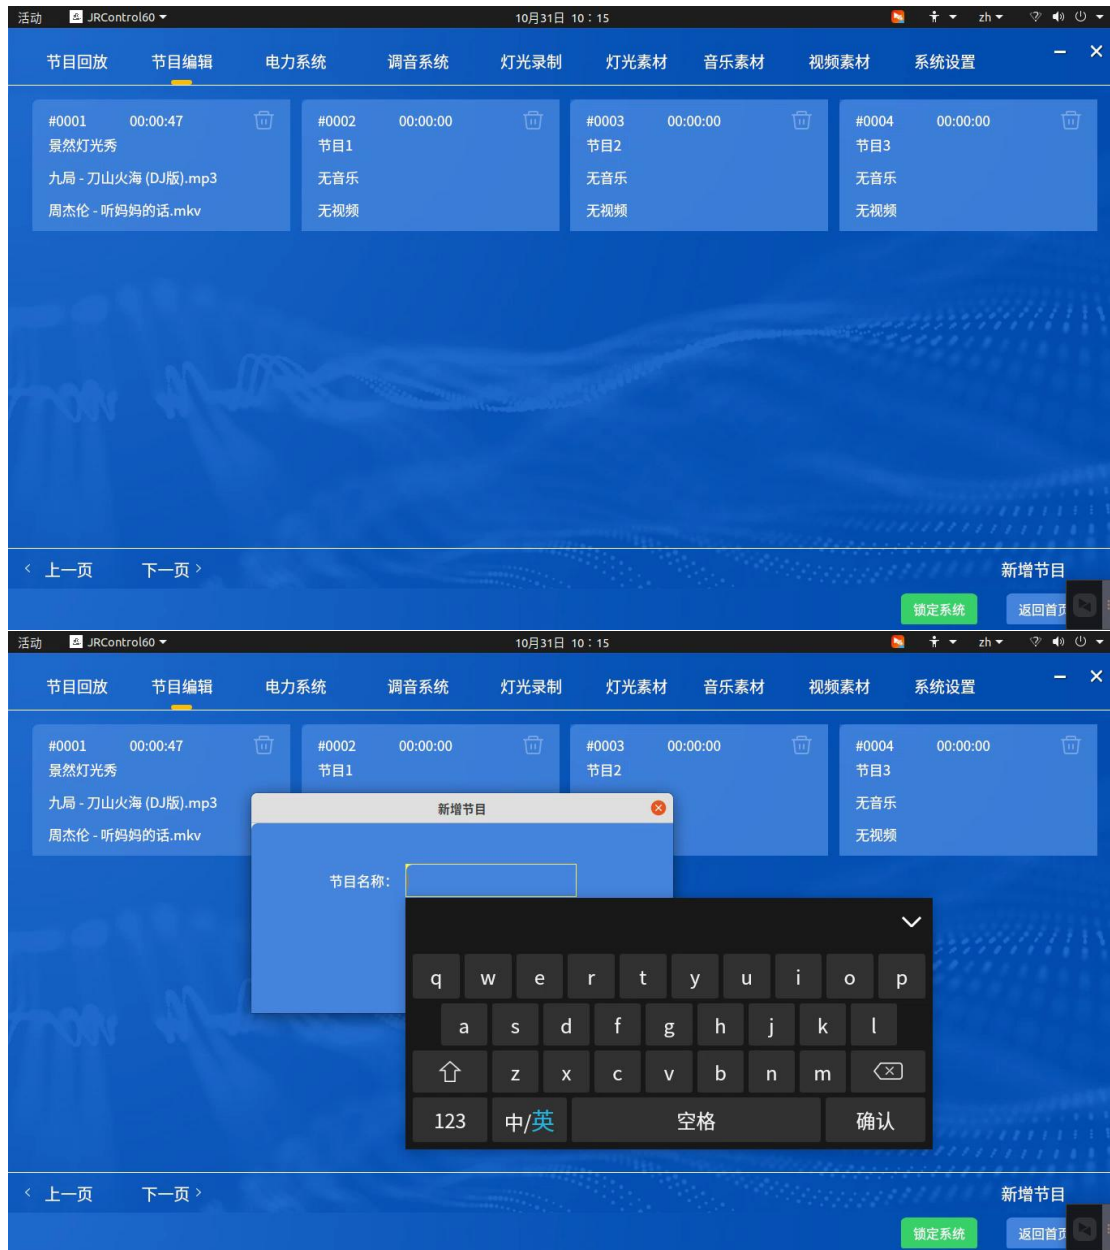 活动 JRControl60 10月31日 10：15 zh
节目回放 节目编辑 电力系统 调音系统 灯光录制 灯光素材 音乐素材 视频素材 系统设置
#0001 00:00:47 #0002 00:00:00 #0003 00:00:00 #0004 00:00:00
景然灯光秀 节目1 节目2 节目3
九局 - 刀山火海 (DJ版).mp3 无音乐 无音乐 无音乐
周杰伦 - 听妈妈的话.mkv 无视频 无视频 无视频
上一页 下一页 新增节目
锁定系统 返回首页
活动 JRControl60 10月31日 10：15 zh
节目回放 节目编辑 电力系统 调音系统 灯光录制 灯光素材 音乐素材 视频素材 系统设置
#0001 00:00:47 #0002 00:00:00 #0003 00:00:00 #0004 00:00:00
景然灯光秀 节目1 节目2 节目3
九局 - 刀山火海 (DJ版).mp3 新增节目 无音乐
周杰伦 - 听妈妈的话.mkv 无视频
节目名称:
q w e r t y u i o p
a s d f g h j k l
z x c v b n m
123 中/英 空格 确认
上一页 下一页 新增节目
锁定系统 返回首页